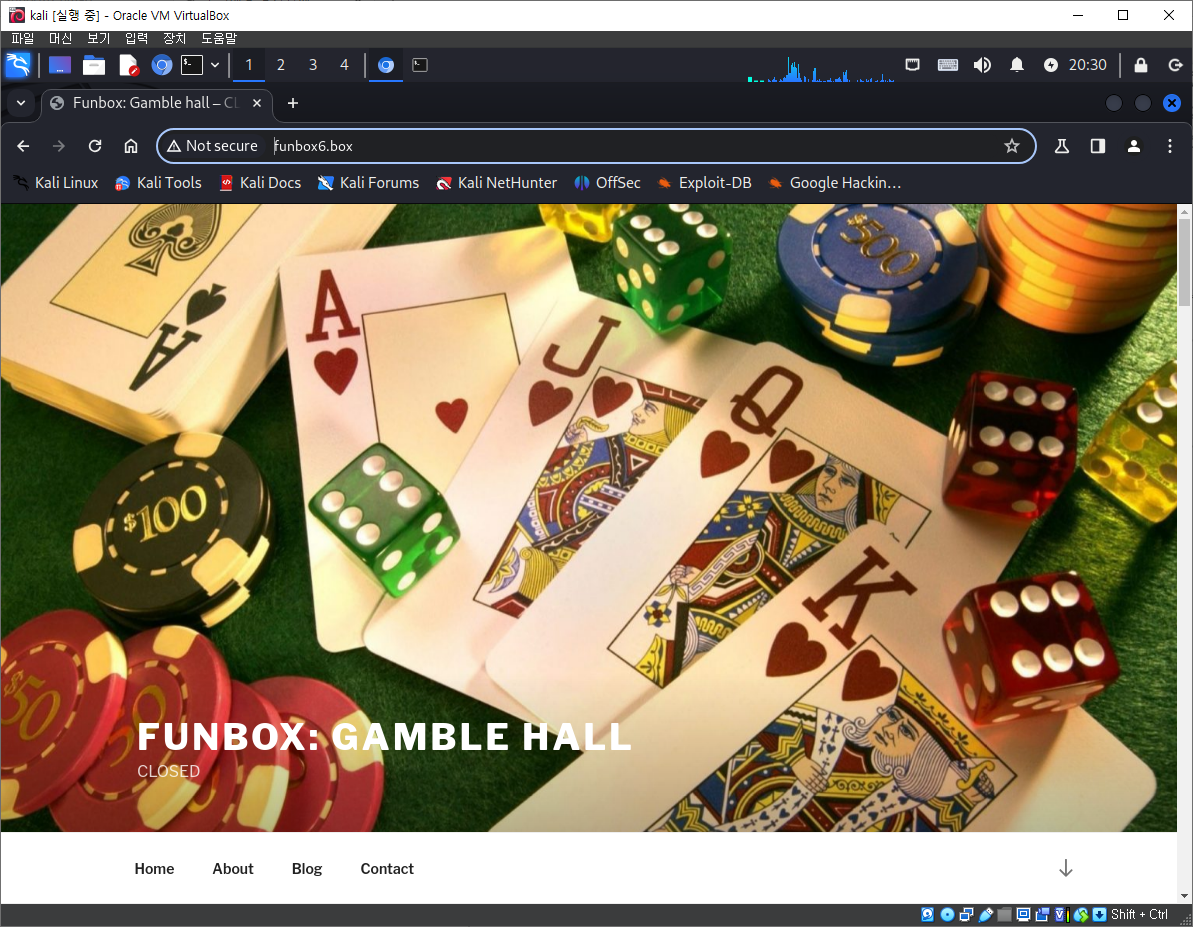 kali [실행 중] - Oracle VM VirtualBox
파일 머신 보기 입력 장치 도움말
1 2 3 4 20:30
Funbox: Gamble hall – CL
Not secure funbox6.box
Kali Linux Kali Tools Kali Docs Kali Forums Kali NetHunter OffSec Exploit-DB Google Hackin…
A
$500
A
J
Q
$100
K
$50
FUNBOX: GAMBLE HALL
CLOSED
Home About Blog Contact
Shift + Ctrl